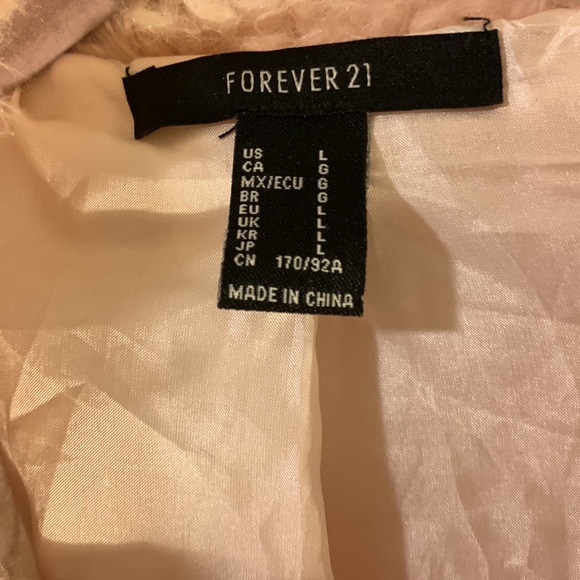 FOREVER 21
US L
CA G
MX/ECU G
BR G
EU L
UK L
KR L
JP L
CN 170/92A
MADE IN CHINA